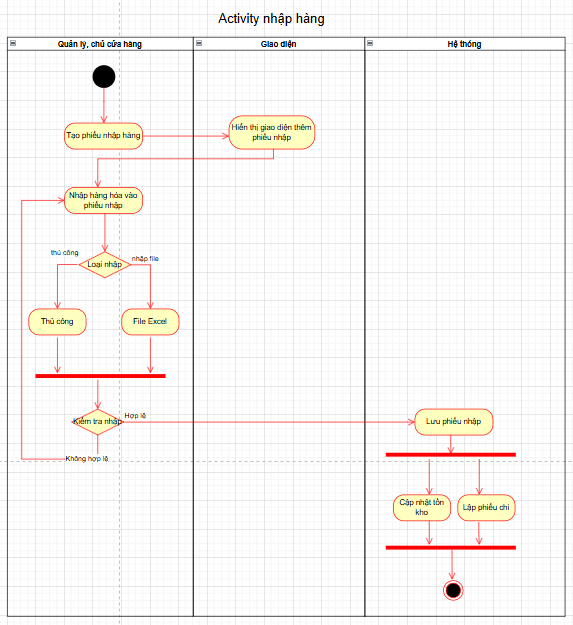 Activity nhập hàng
Quản lý, chủ cửa hàng
Giao diện
Hệ thống
Tạo phiếu nhập hàng
Hiển thị giao diện thêm
phiếu nhập
Nhập hàng hóa vào
phiếu nhập
thủ công
Loại nhập
nhập file
Thủ công
File Excel
Kiểm tra nhập
Hợp lệ
Lưu phiếu nhập
Không hợp lệ
Cập nhật tồn
kho
Lập phiếu chi